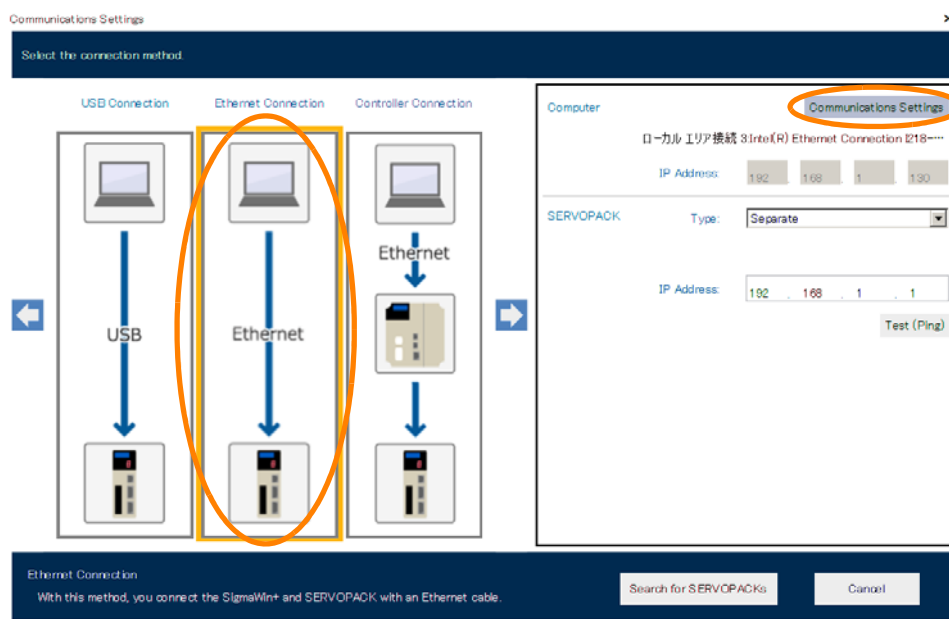 Communications Settings
×
Select the connection method.
USB Connection
Ethernet Connection
Controller Connection
USB
Ethernet
Ethernet
Computer
Communications Settings
ローカル エリア接続 3:Intel(R) Ethernet Connection I218-···
IP Address:
192 . 168 . 1 . 130
SERVOPACK
Type:
Separate
IP Address:
192 . 168 . 1 . 1
Test (Ping)
Ethernet Connection
With this method, you connect the SigmaWin+ and SERVOPACK with an Ethernet cable.
Search for SERVOPACKs
Cancel